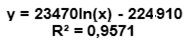 y = 23470ln(x) - 224910
R² = 0,9571